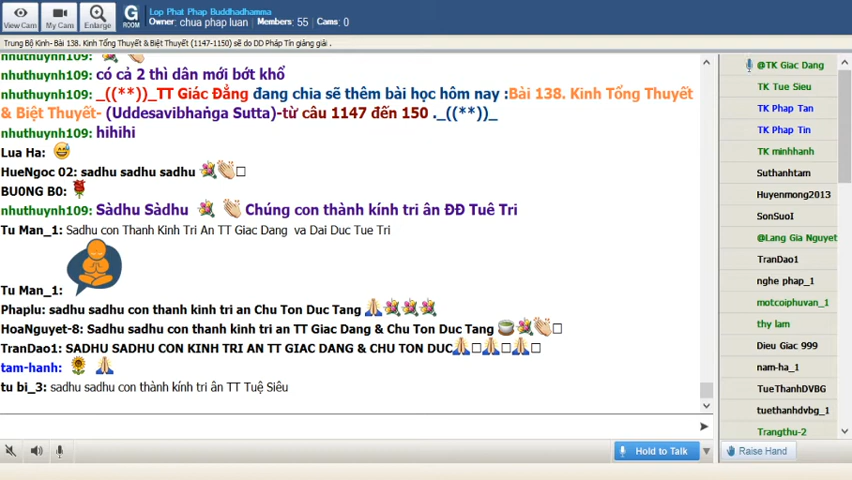 View Cam
My Cam
Enlarge
G
ROOM
Lop Phat Phap Buddhadhamma
Owner: chua phap luan / Members: 55 / Cams: 0
Trung Bộ Kinh- Bài 138. Kinh Tổng Thuyết & Biệt Thuyết (1147-1150) sẽ do DD Pháp Tín giảng giải .
nhuthuynh109:
nhuthuynh109: có cả 2 thì dân mới bớt khổ
nhuthuynh109: _((**))_TT Giác Đẳng đang chia sẽ thêm bài học hôm nay :Bài 138. Kinh Tổng Thuyết
& Biệt Thuyết- (Uddesavibhaṅga Sutta)-từ câu 1147 đến 150 ._((**))_
nhuthuynh109: hihihi
Lua Ha:
HueNgoc 02: sadhu sadhu sadhu
BU0NG B0:
nhuthuynh109: Sàdhu Sàdhu Chúng con thành kính tri ân ĐĐ Tuê Tri
Tu Man_1: Sadhu con Thanh Kinh Tri An TT Giac Dang va Dai Duc Tue Tri
Tu Man_1:
Phaplu: sadhu sadhu con thanh kinh tri an Chu Ton Duc Tang
HoaNguyet-8: Sadhu sadhu con thanh kinh tri an TT Giac Dang & Chu Ton Duc Tang
TranDao1: SADHU SADHU CON KINH TRI AN TT GIAC DANG & CHU TON DUC
tam-hanh:
tu bi_3: sadhu sadhu con thành kính tri ân TT Tuệ Siêu
@TK Giac Dang
TK Tue Sieu
TK Phap Tan
TK Phap Tin
TK minhhanh
Suthanhtam
Huyenmong2013
SonSuoI
@Lang Gia Nguyet
TranDao1
nghe pháp_1
motcoiphuvan_1
thy lam
Dieu Giac 999
nam-ha_1
TueThanhDVBG
tuethanhdvbg_1
Trangthu-2
Hold to Talk
Raise Hand